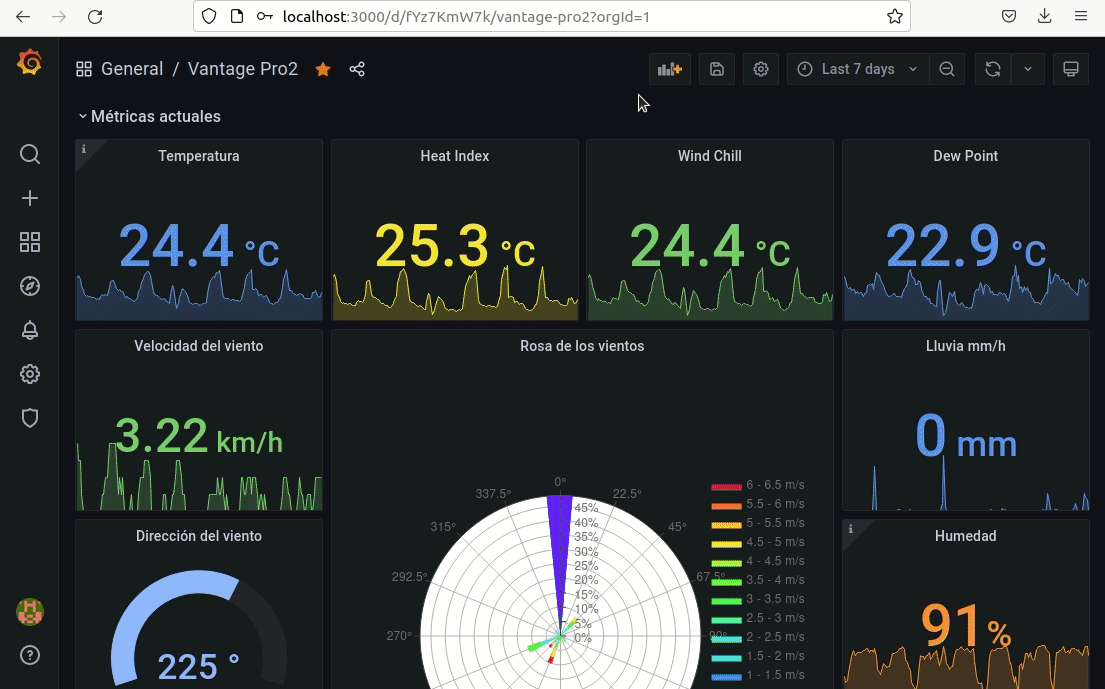 localhost:3000/d/fYz7KmW7k/vantage-pro2?orgId=1
General / Vantage Pro2
Last 7 days
Métricas actuales
Temperatura
24.4 °C
Heat Index
25.3 °C
Wind Chill
24.4 °C
Dew Point
22.9 °C
Velocidad del viento
3.22 km/h
Rosa de los vientos
0°
22.5°
45°
67.5°
90°
270°
292.5°
315°
337.5°
45%
40%
35%
30%
25%
20%
15%
10%
5%
0%
6 - 6.5 m/s
5.5 - 6 m/s
5 - 5.5 m/s
4.5 - 5 m/s
4 - 4.5 m/s
3.5 - 4 m/s
3 - 3.5 m/s
2.5 - 3 m/s
2 - 2.5 m/s
1.5 - 2 m/s
1 - 1.5 m/s
Lluvia mm/h
0 mm
Dirección del viento
225 °
Humedad
91%